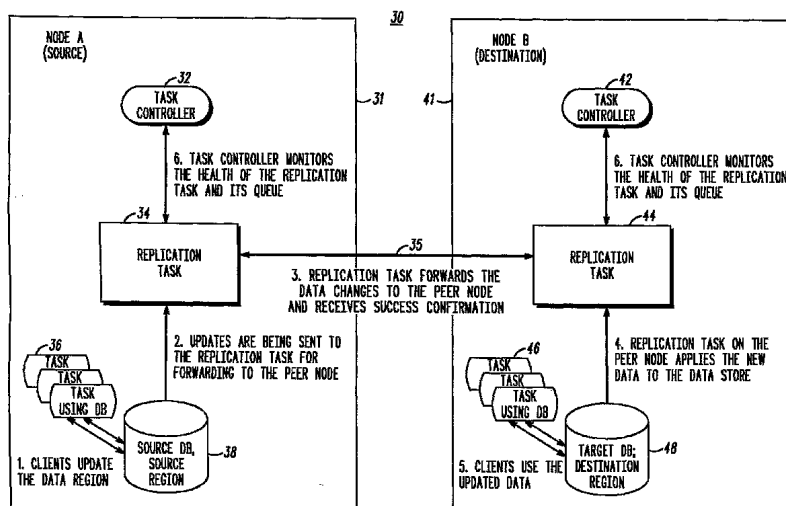 30
NODE A
(SOURCE)
32
TASK
CONTROLLER
31
6. TASK CONTROLLER MONITORS
THE HEALTH OF THE REPLICATION
TASK AND ITS QUEUE
34
REPLICATION
TASK
35
3. REPLICATION TASK FORWARDS THE
DATA CHANGES TO THE PEER NODE
AND RECEIVES SUCCESS CONFIRMATION
2. UPDATES ARE BEING SENT
TO THE REPLICATION TASK FOR
FORWARDING TO THE PEER NODE
36
TASK
TASK
TASK
USING DB
1. CLIENTS UPDATE
THE DATA REGION
SOURCE DB,
SOURCE
REGION
38
NODE B
(DESTINATION)
41
42
TASK
CONTROLLER
6. TASK CONTROLLER MONITORS
THE HEALTH OF THE REPLICATION
TASK AND ITS QUEUE
44
REPLICATION
TASK
4. REPLICATION TASK ON THE
PEER NODE APPLIES THE NEW
DATA TO THE DATA STORE
46
TASK
TASK
TASK
USING DB
5. CLIENTS USE THE
UPDATED DATA
TARGET DB;
DESTINATION
REGION
48